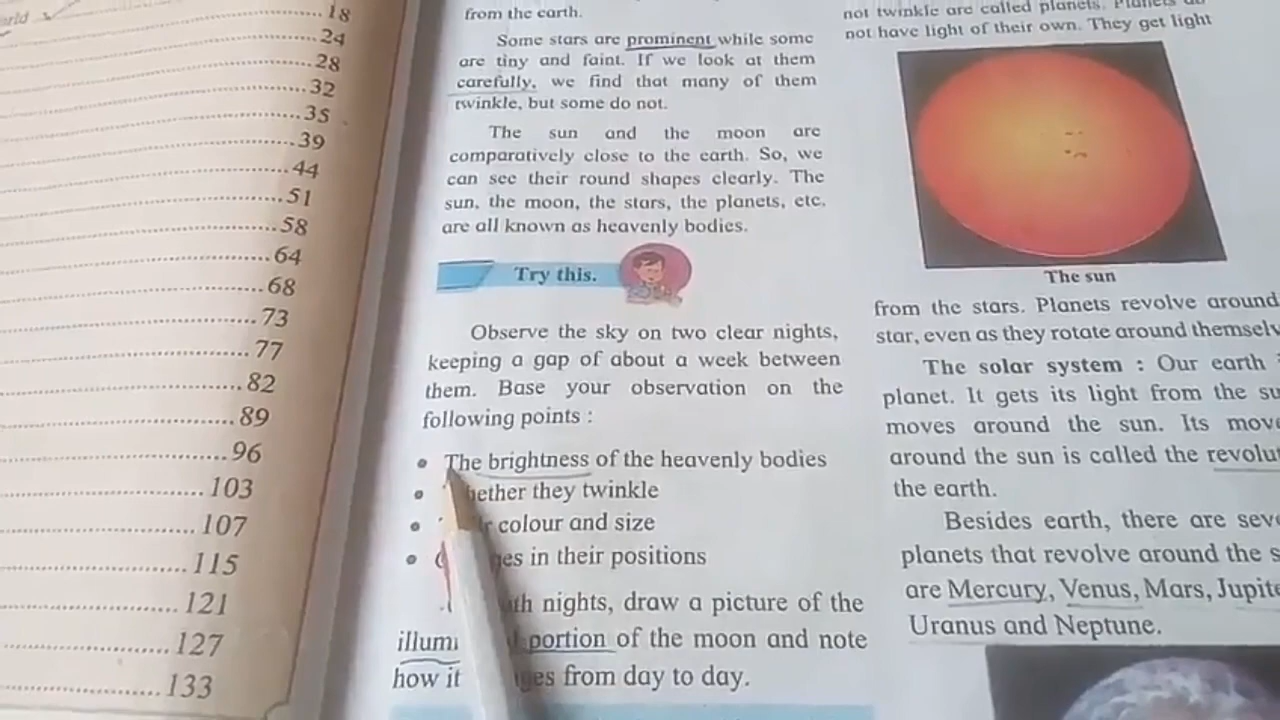 18
24
28
32
35
39
44
51
58
64
68
73
77
82
89
96
103
107
115
121
127
133
from the earth.
Some stars are prominent while some
are tiny and faint. If we look at them
carefully, we find that many of them
twinkle, but some do not.
The sun and the moon are
comparatively close to the earth. So, we
can see their round shapes clearly. The
sun, the moon, the stars, the planets, etc.
are all known as heavenly bodies.
Try this.
Observe the sky on two clear nights,
keeping a gap of about a week between
them. Base your observation on the
following points :
• The brightness of the heavenly bodies
• they twinkle
• colour and size
• in their positions
nights, draw a picture of the
portion of the moon and note
how it from day to day.
not twinkle are called planets. Planets
not have light of their own. They get light
The sun
from the stars. Planets revolve around
star, even as they rotate around
The solar system : Our earth
planet. It gets its light from the
moves around the sun. Its
around the sun is called the
the earth.
Besides earth, there are
planets that revolve around the
are Mercury, Venus, Mars,
Uranus and Neptune.